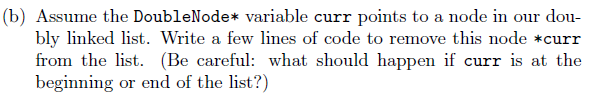 (b) Assume the DoubleNode* variable curr points to a node in our dou-
bly linked list. Write a few lines of code to remove this node *curr
from the list. (Be careful: what should happen if curr is at the
beginning or end of the list?)